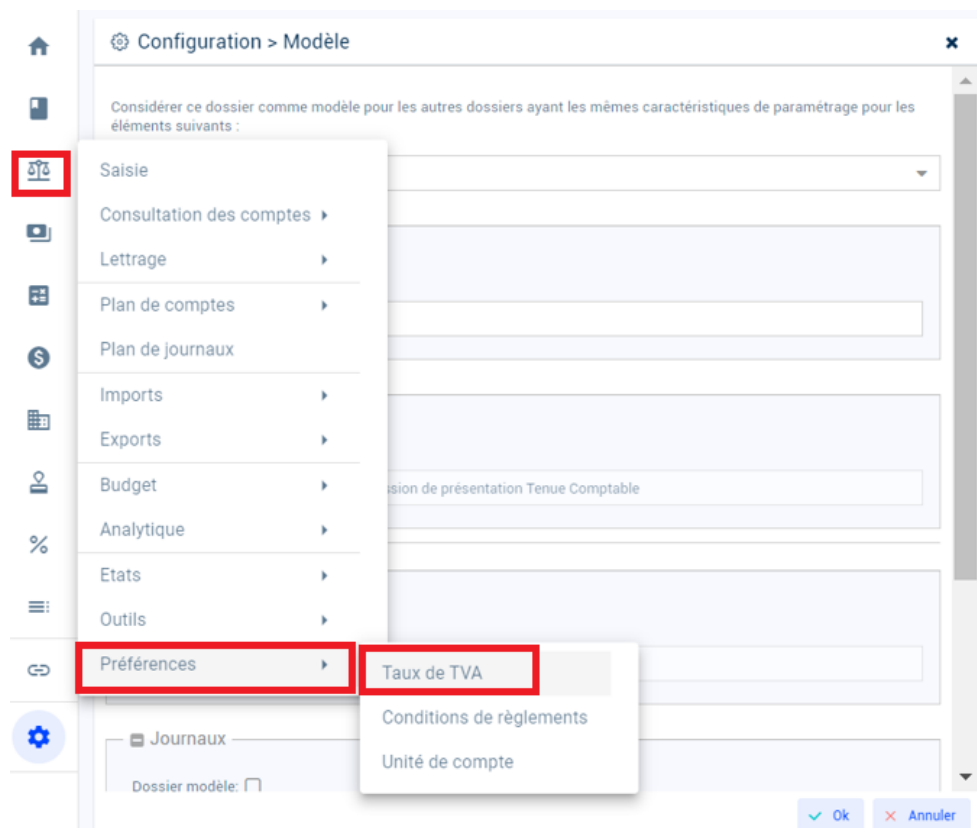 Configuration > Modèle
Considérer ce dossier comme modèle pour les autres dossiers ayant les mêmes caractéristiques de paramétrage pour les
éléments suivants :
Saisie
Consultation des comptes
Lettrage
Plan de comptes
Plan de journaux
Imports
Exports
Budget
sion de présentation Tenue Comptable
Analytique
Etats
Outils
Préférences
Taux de TVA
Conditions de règlements
Unité de compte
Journaux
Dossier modèle:
Ok
Annuler